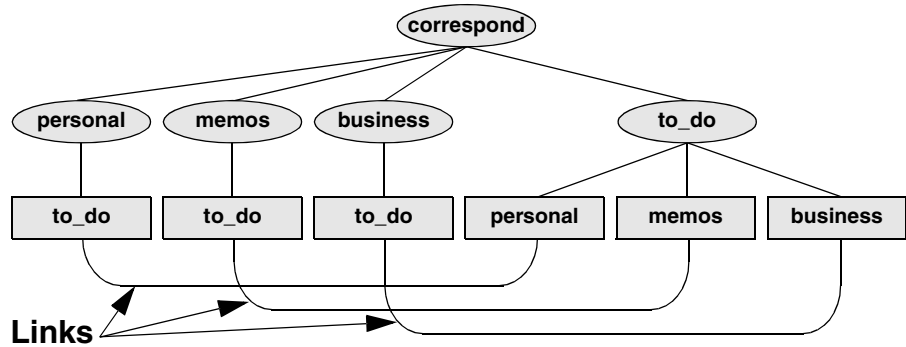 correspond
personal memos business to_do
to_do to_do to_do personal memos business
Links